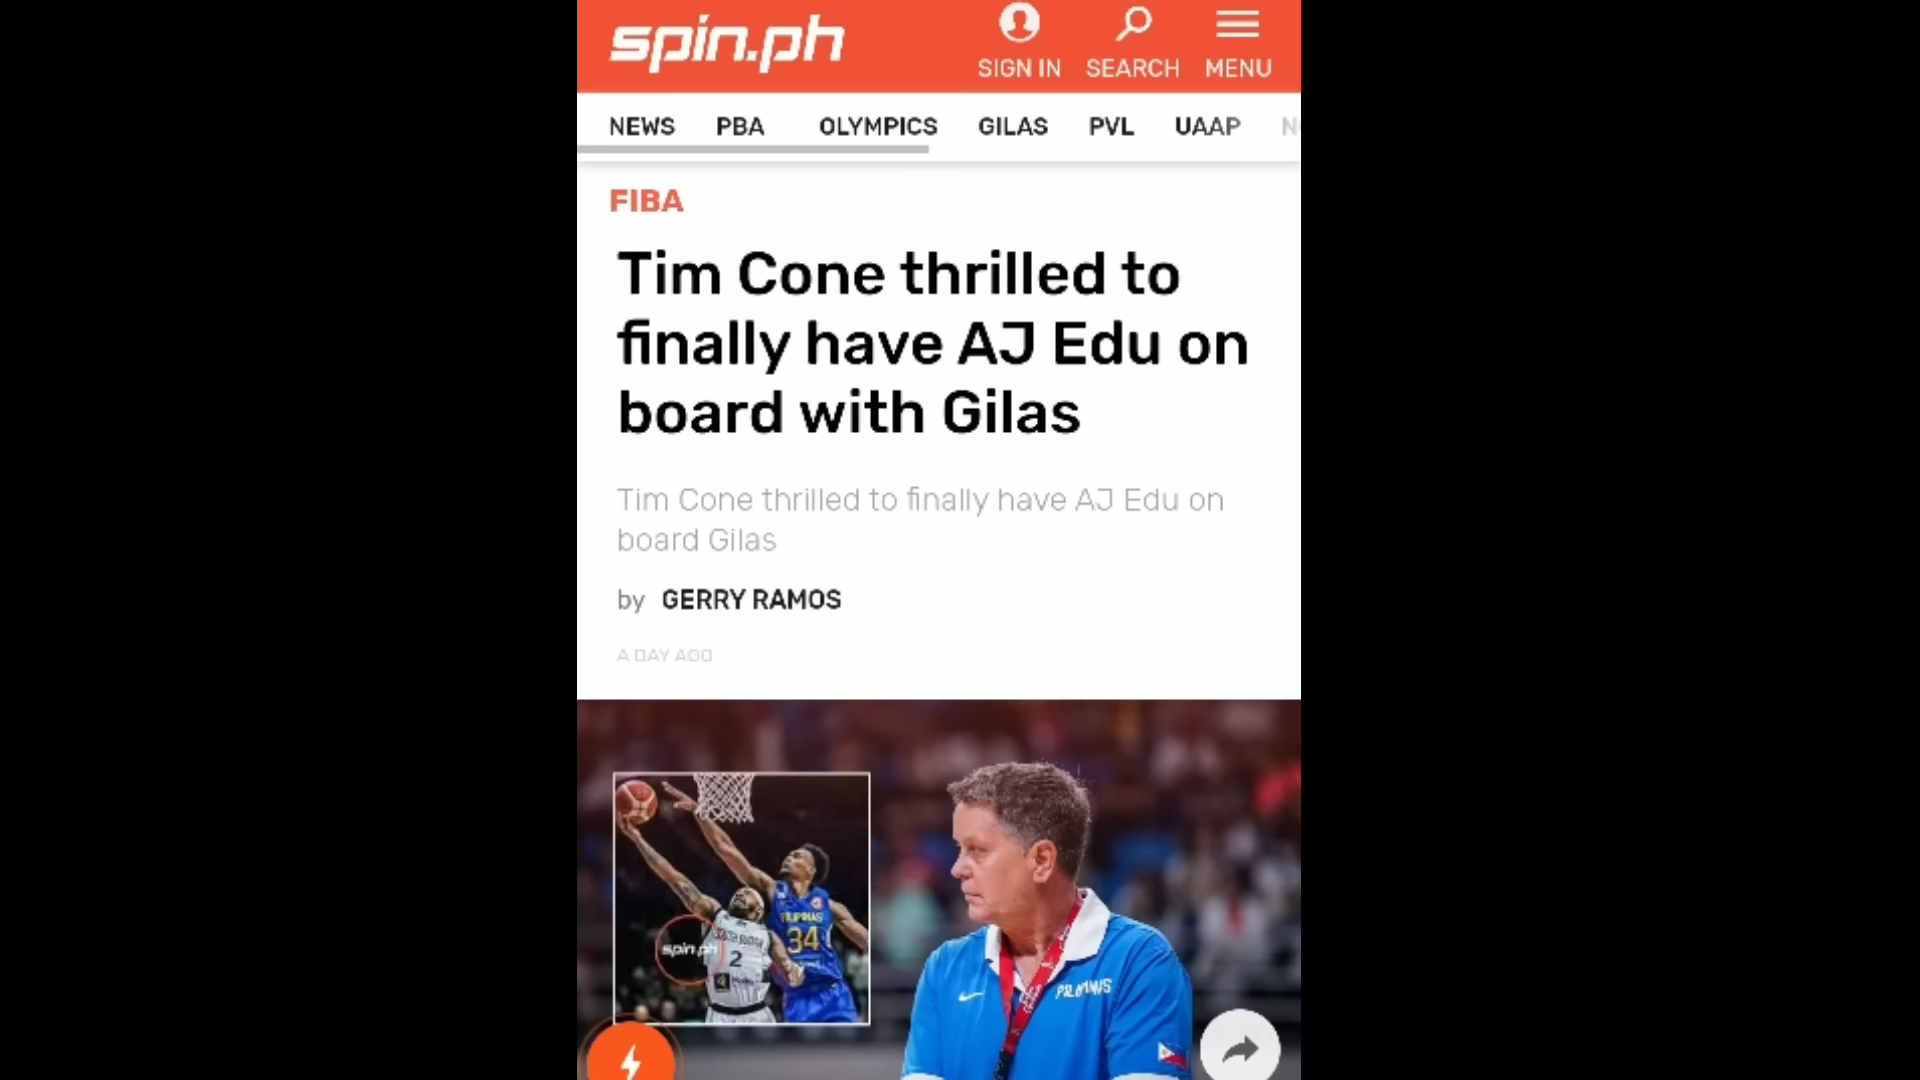 spin.ph
SIGN IN SEARCH MENU
NEWS PBA OLYMPICS GILAS PVL UAAP
FIBA
Tim Cone thrilled to
finally have AJ Edu on
board with Gilas
Tim Cone thrilled to finally have AJ Edu on
board Gilas
by GERRY RAMOS
A DAY AGO
PILIPINAS
34
spin.ph
2
PILIPINAS